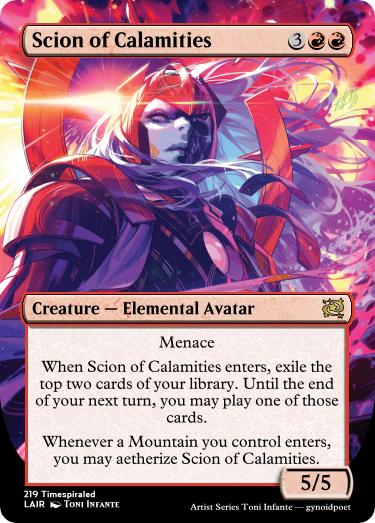 Scion of Calamities 3
Creature — Elemental Avatar
Menace
When Scion of Calamities enters, exile the
top two cards of your library. Until the end
of your next turn, you may play one of those
cards.
Whenever a Mountain you control enters,
you may aetherize Scion of Calamities.
5/5
219 Timespiraled
LAIR Toni Infante
Artist Series Toni Infante — gynoidpoet